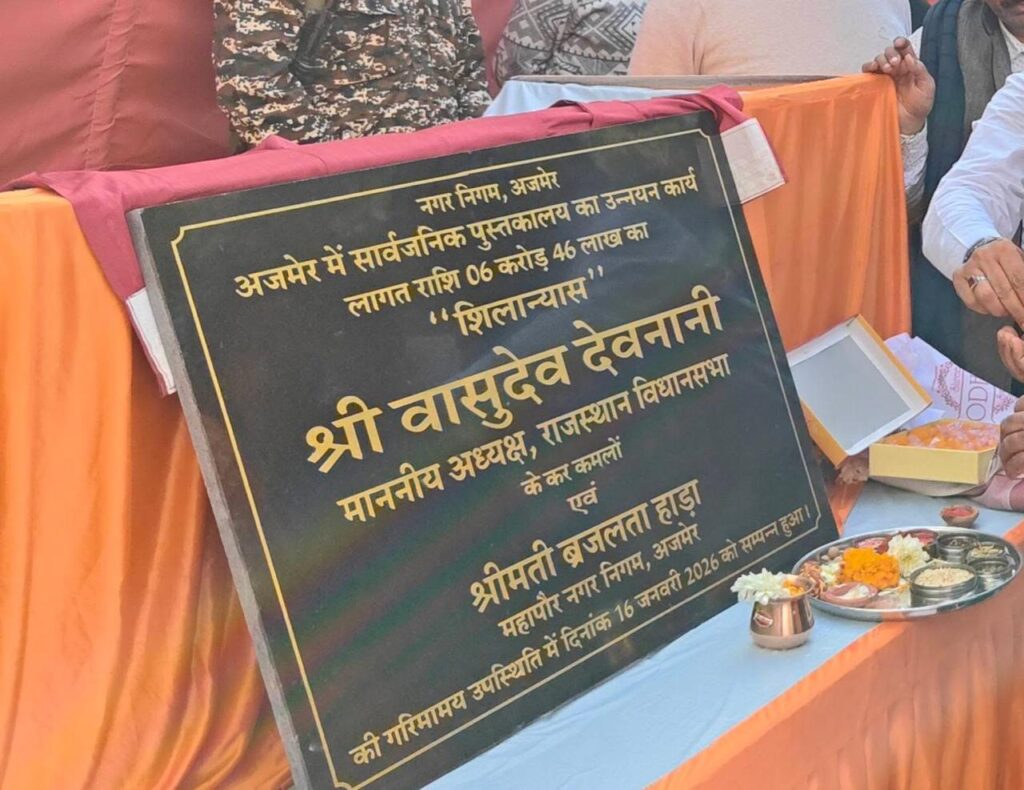 नगर निगम, अजमेर
अजमेर में सार्वजनिक पुस्तकालय का उन्नयन कार्य
लागत राशि 06 करोड़ 46 लाख का
‘‘शिलान्यास’’
श्री वासुदेव देवनानी
माननीय अध्यक्ष, राजस्थान विधानसभा
के कर कमलों
एवं
श्रीमती ब्रजलता हाड़ा
महापौर नगर निगम, अजमेर
की गरिमामय उपस्थिति में दिनांक 16 जनवरी 2026 को सम्पन्न हुआ।